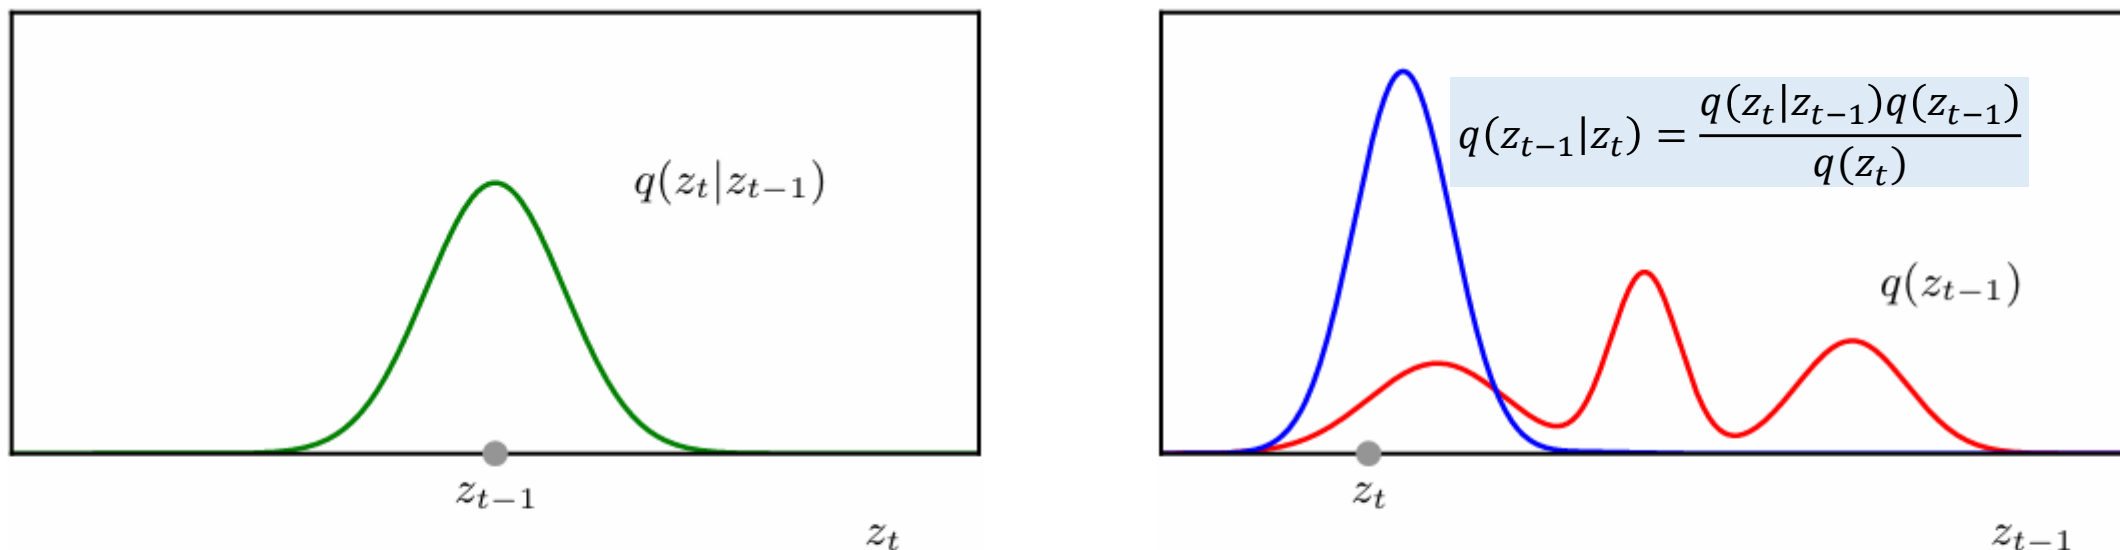 q(z_t|z_{t-1})
z_{t-1}
z_t
q(z_{t-1}|z_t) = \frac{q(z_t|z_{t-1})q(z_{t-1})}{q(z_t)}
q(z_{t-1})
z_t
z_{t-1}